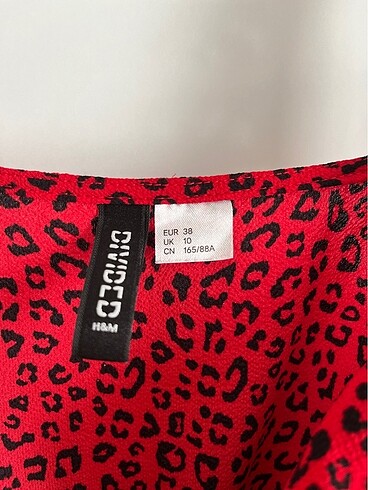 DIVIDED
H&M
EUR 38
UK 10
CN 165/88A